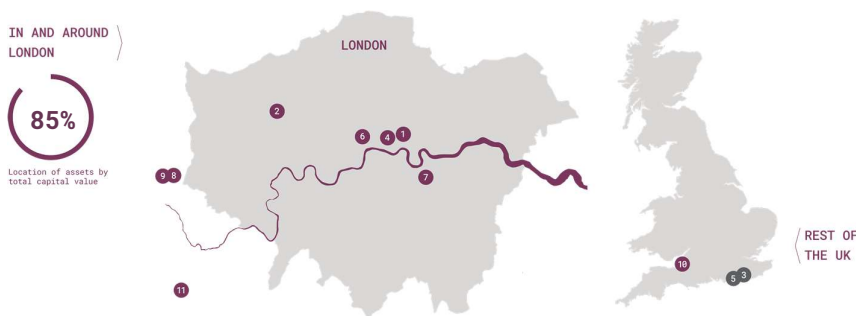 IN AND AROUND
LONDON
85%
Location of assets by
total capital value
LONDON
2
6
4
1
7
9
8
11
10
5
3
REST OF
THE UK